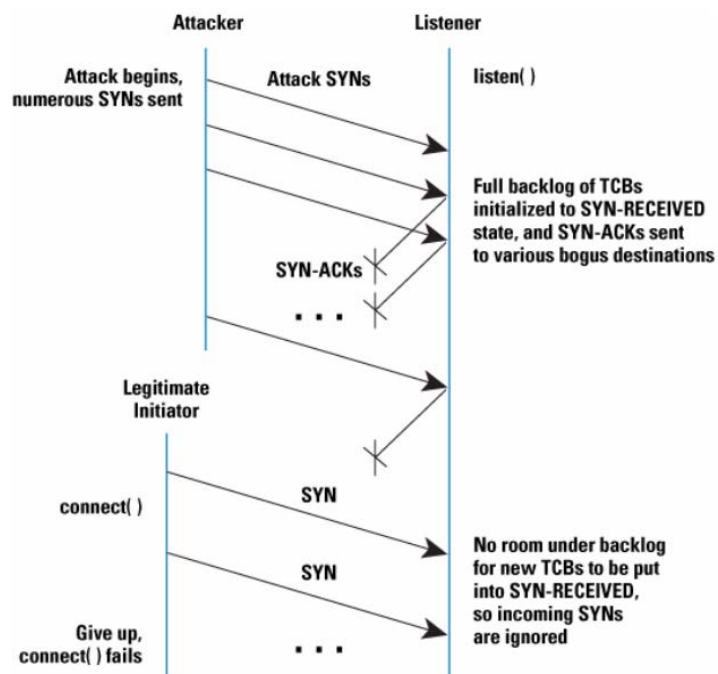 Attacker
Listener
Attack begins,
numerous SYNs sent
Attack SYNs
listen( )
Full backlog of TCBs
initialized to SYN-RECEIVED
state, and SYN-ACKs sent
to various bogus destinations
SYN-ACKs
. . .
Legitimate
Initiator
connect( )
SYN
SYN
No room under backlog
for new TCBs to be put
into SYN-RECEIVED,
so incoming SYNs
are ignored
Give up,
connect( ) fails
. . .